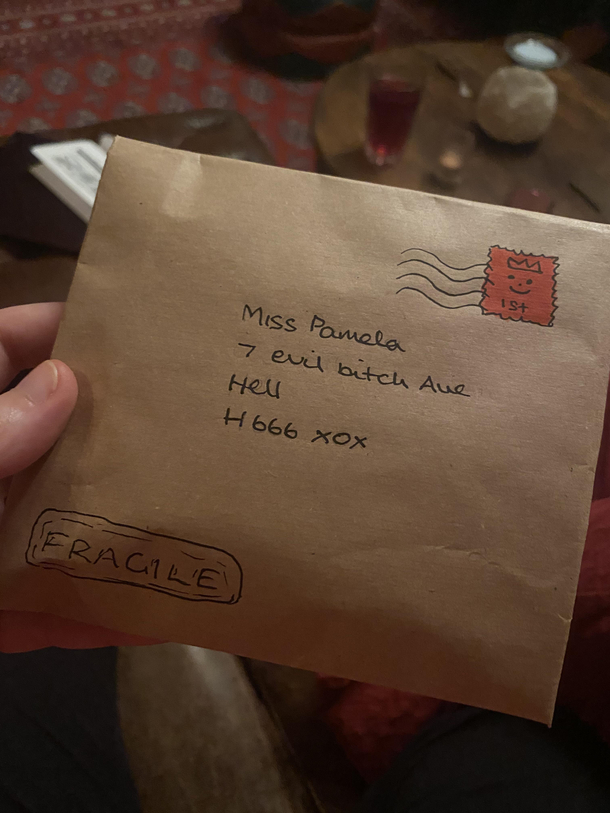 1st
Miss Pamela
7 evil bitch Ave
Hell
H666 xox
FRAGILE